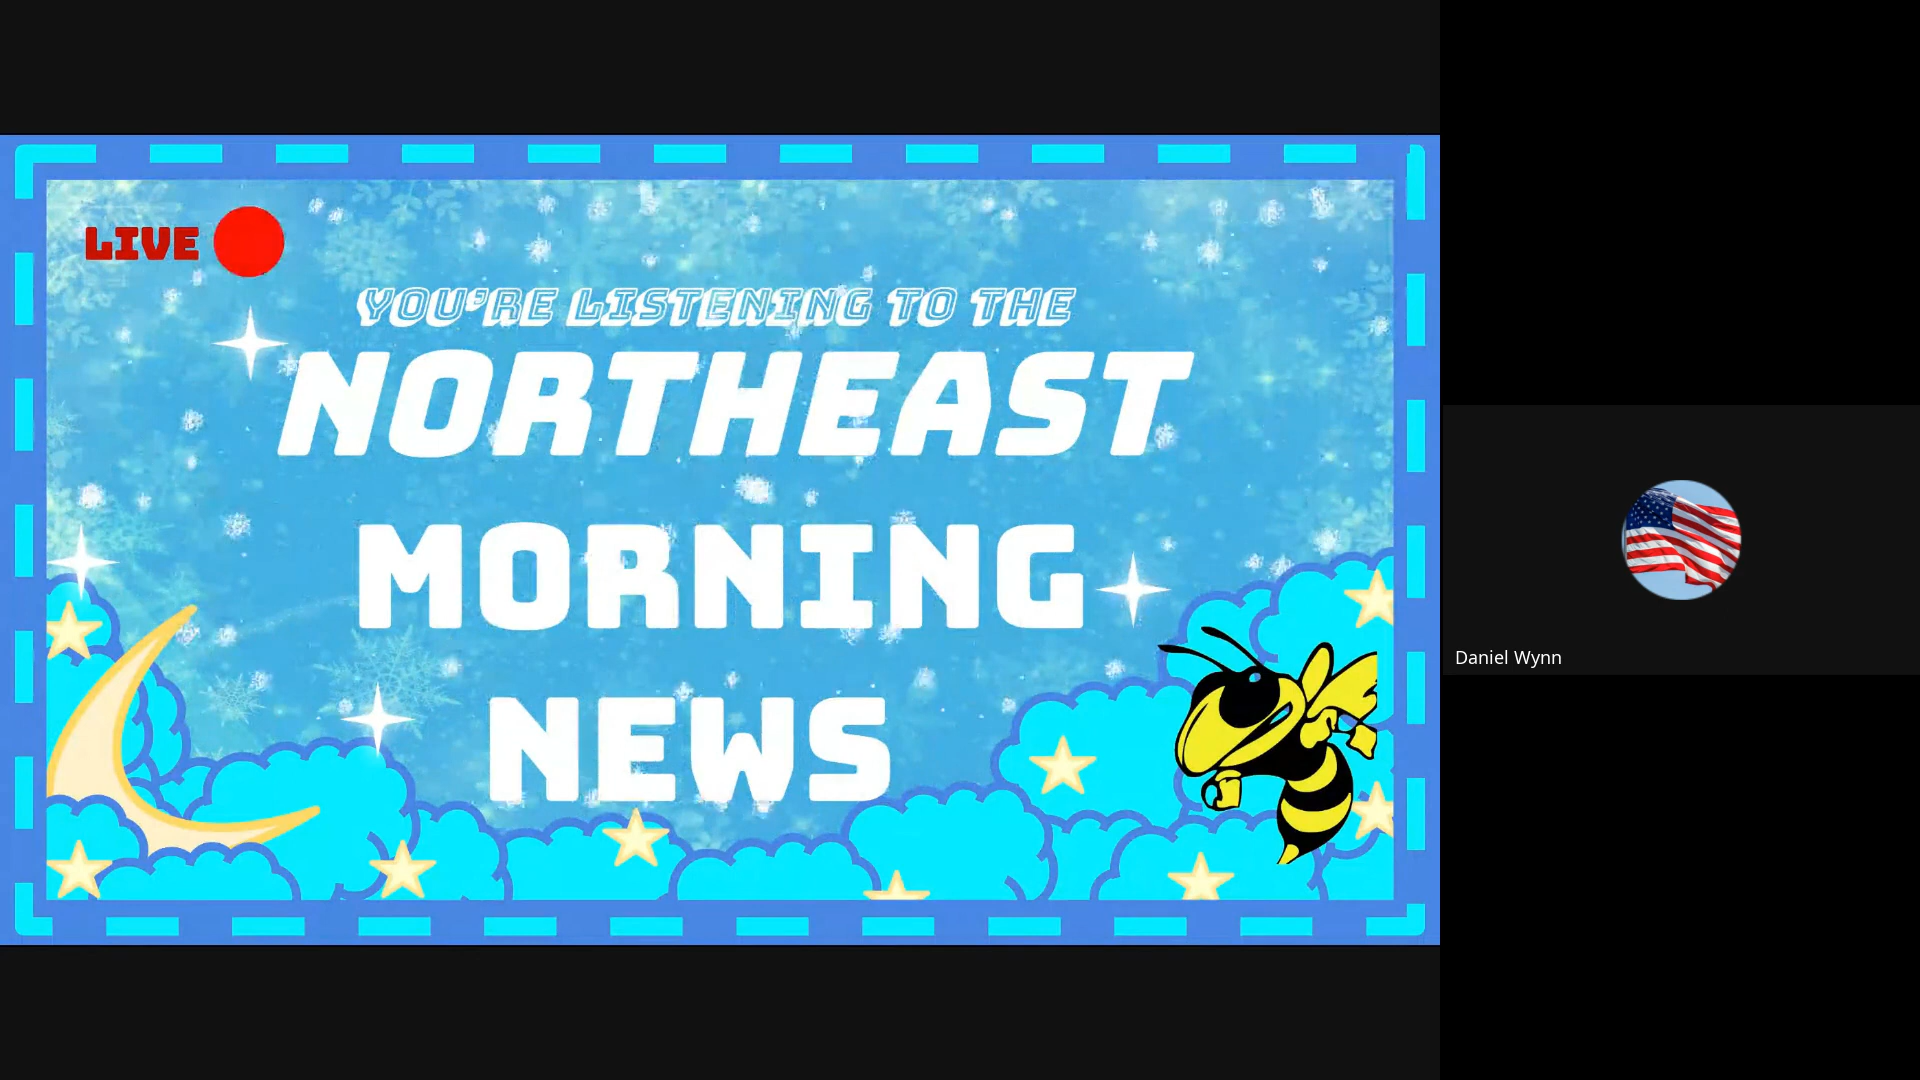 LIVE
YOU'RE LISTENING TO THE
NORTHEAST
MORNING
NEWS
Daniel Wynn